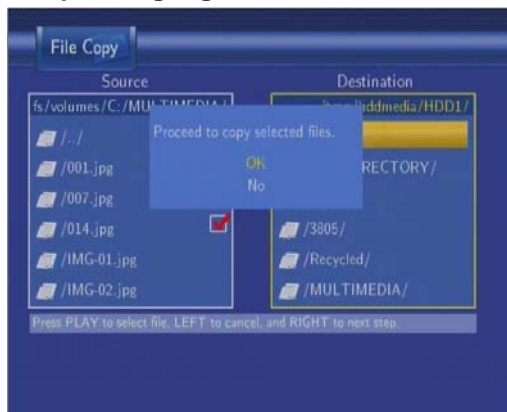 File Copy
Source
Destination
fs/volumes/C:/MULTIMEDIA/
/hddmedia/HDD1/
Proceed to copy selected files.
OK
No
/../
/001.jpg
RECTORY/
/007.jpg
/014.jpg
/3805/
/IMG-01.jpg
/Recycled/
/IMG-02.jpg
/MULTIMEDIA/
Press PLAY to select file, LEFT to cancel, and RIGHT to next step.